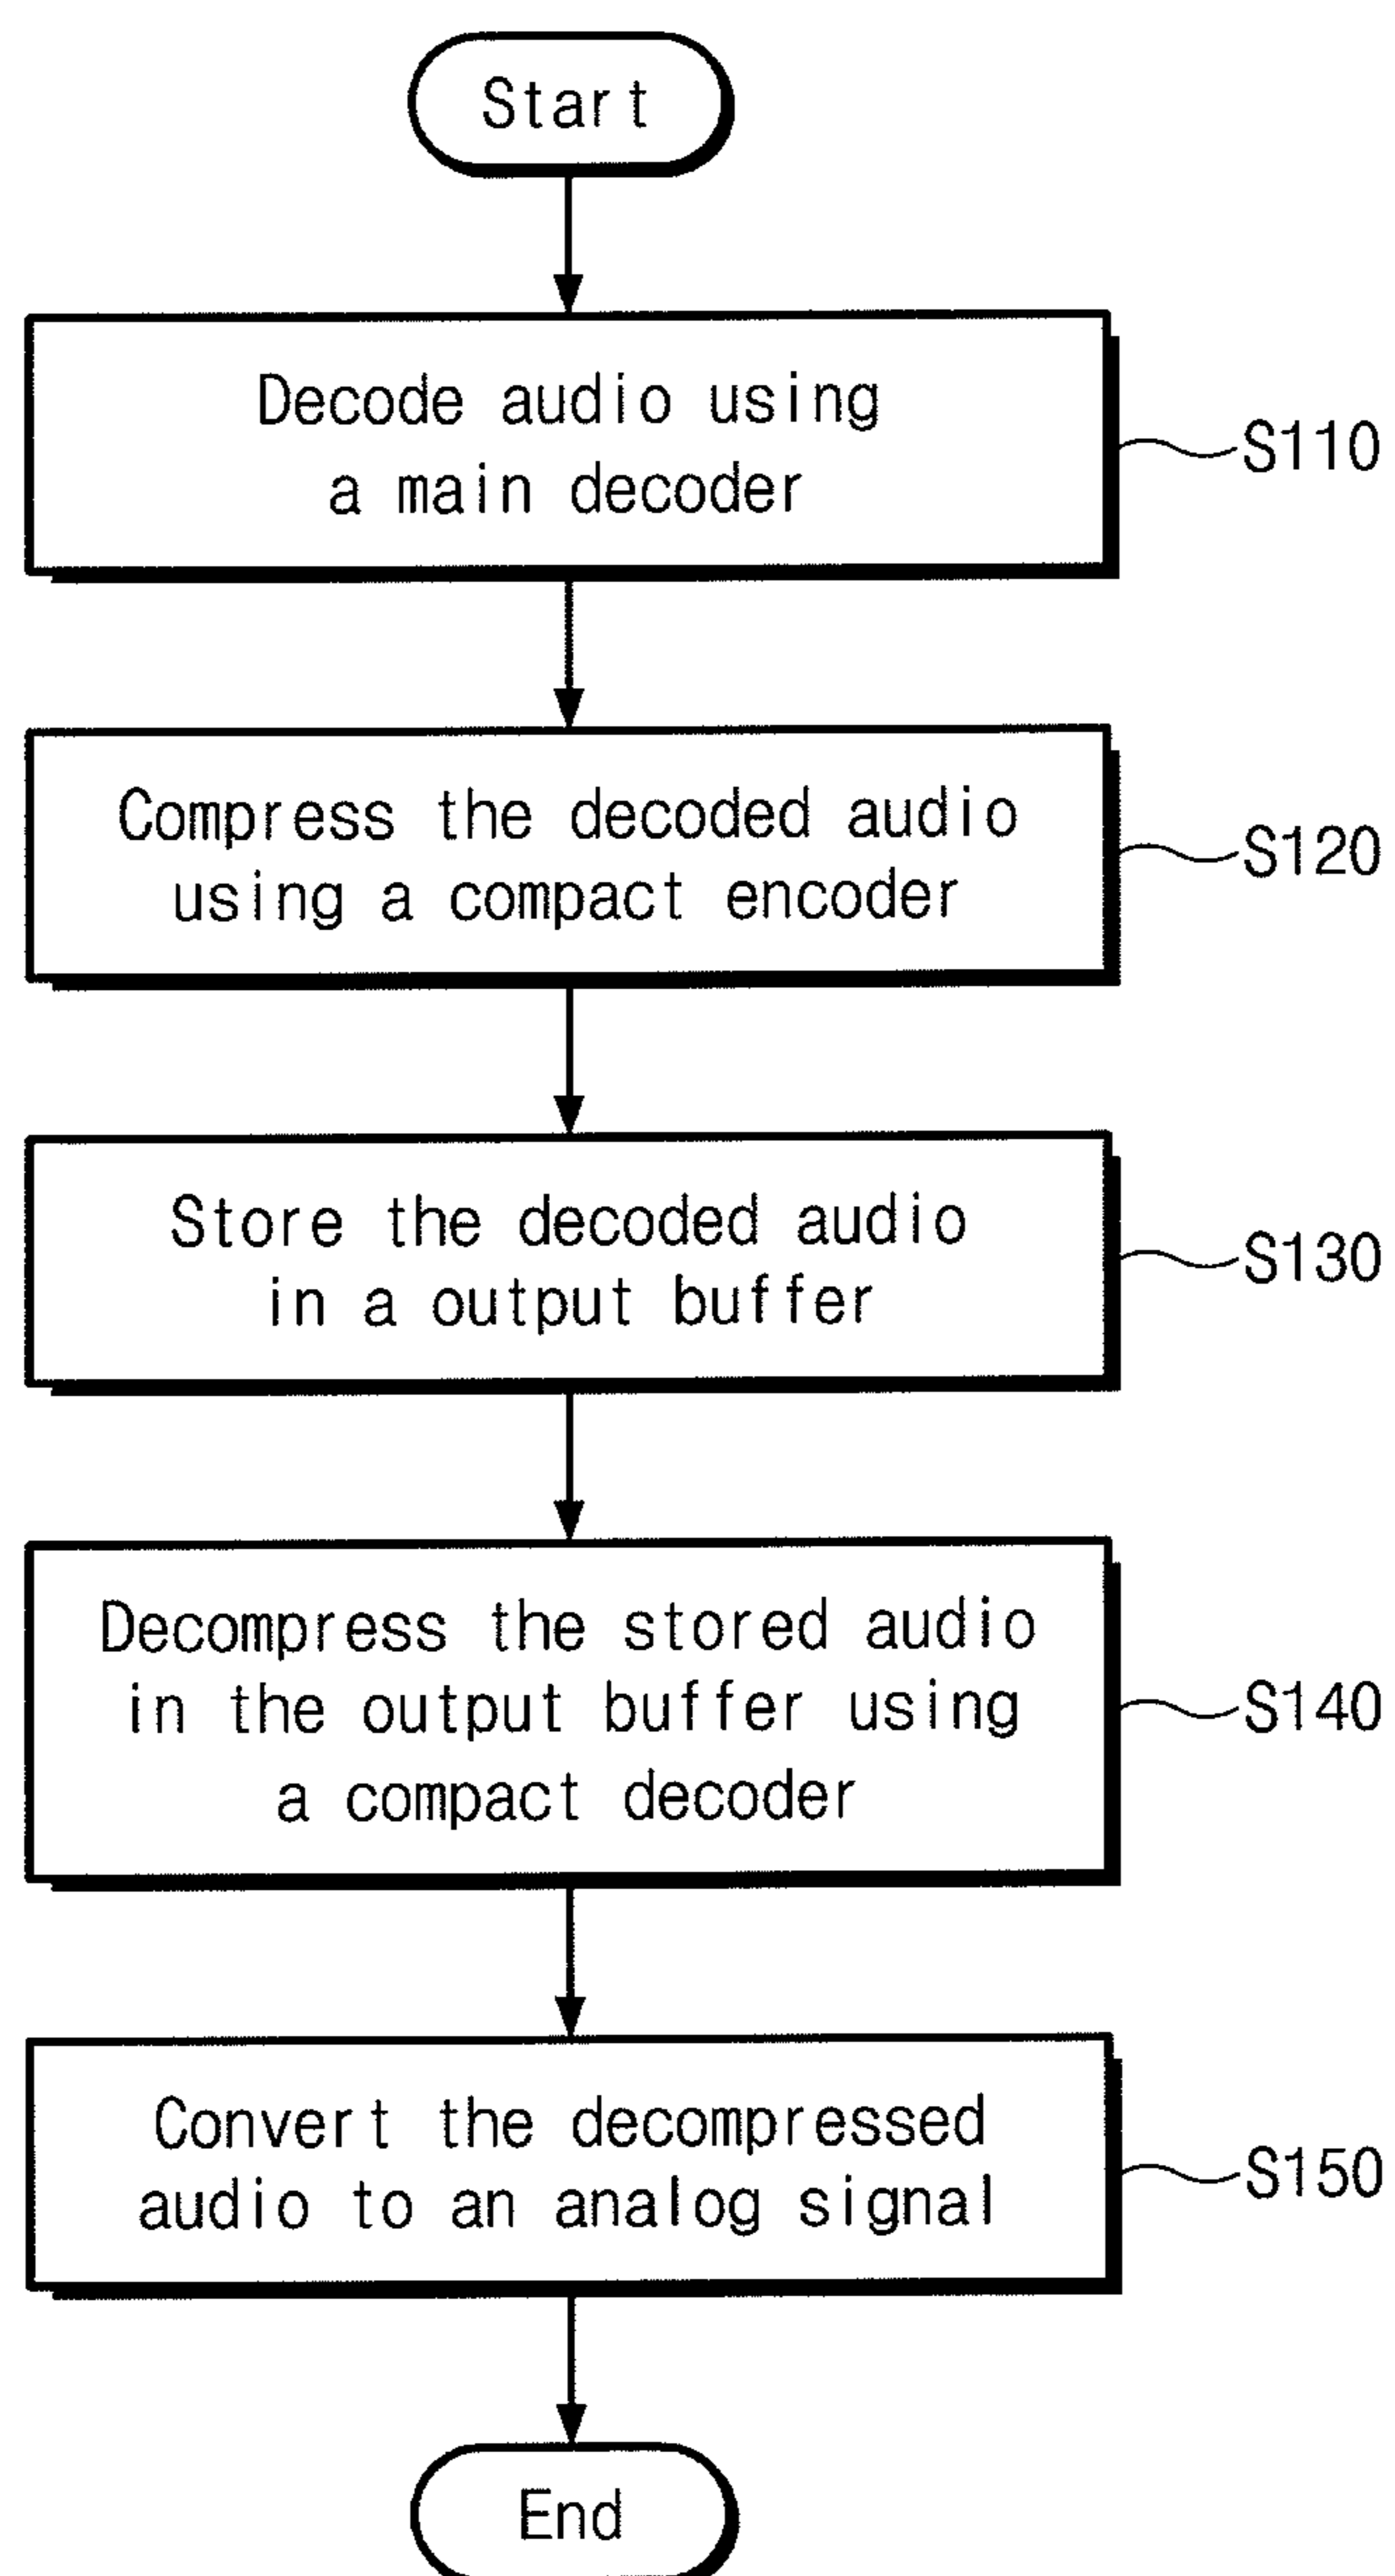 Start
Decode audio using
a main decoder
S110
Compress the decoded audio
using a compact encoder
S120
Store the decoded audio
in a output buffer
S130
Decompress the stored audio
in the output buffer using
a compact decoder
S140
Convert the decompressed
audio to an analog signal
S150
End